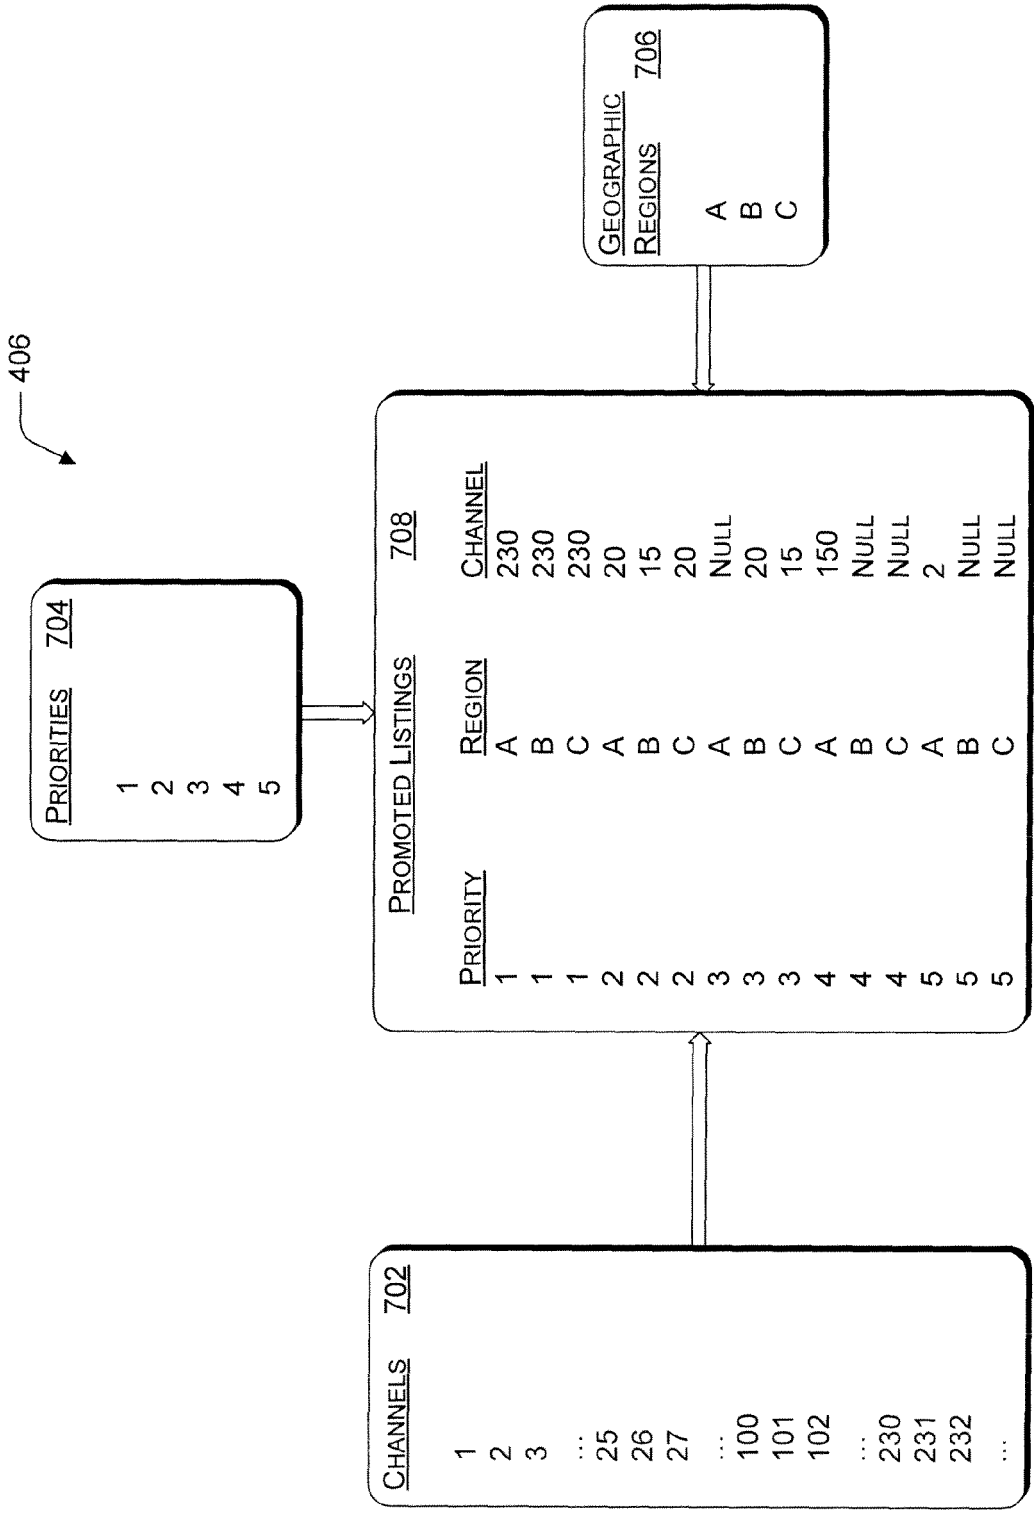 406
PRIORITIES 704
1
2
3
4
5
CHANNELS 702
1
2
3
...
25
26
27
...
100
101
102
...
230
231
232
...
PROMOTED LISTINGS 708
PRIORITY REGION CHANNEL
1 A 230
1 B 230
1 C 230
2 A 20
2 B 15
2 C 20
3 A NULL
3 B 20
3 C 15
4 A 150
4 B NULL
4 C NULL
5 A 2
5 B NULL
5 C NULL
GEOGRAPHIC
REGIONS 706
A
B
C